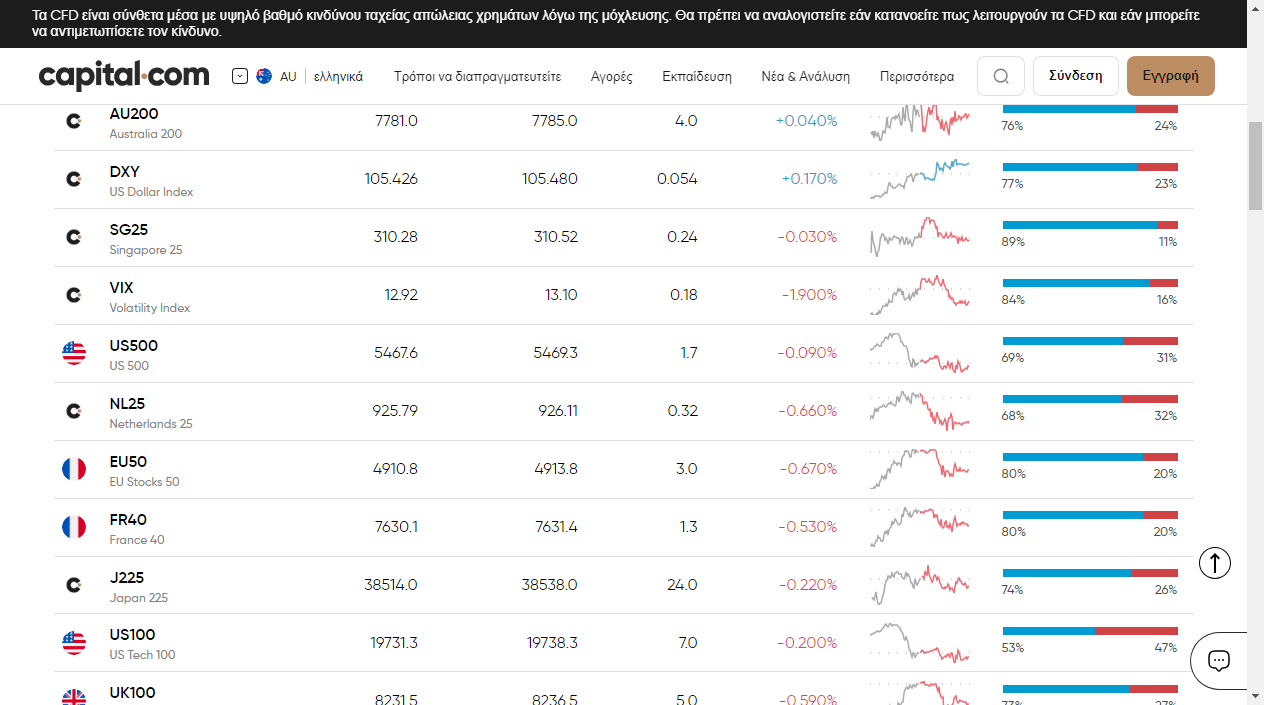 Τα CFD είναι σύνθετα μέσα με υψηλό βαθμό κινδύνου ταχείας απώλειας χρημάτων λόγω της μόχλευσης. Θα πρέπει να αναλογιστείτε εάν κατανοείτε πως λειτουργούν τα CFD και εάν μπορείτε
να αντιμετωπίσετε τον κίνδυνο.
capital.com AU ελληνικά Τρόποι να διαπραγματευτείτε Αγορές Εκπαίδευση Νέα & Ανάλυση Περισσότερα Σύνδεση Εγγραφή
AU200 7781.0 7785.0 4.0 +0.040%
Australia 200 76% 24%
DXY 105.426 105.480 0.054 +0.170%
US Dollar Index 77% 23%
SG25 310.28 310.52 0.24 -0.030%
Singapore 25 89% 11%
VIX 12.92 13.10 0.18 -1.900%
Volatility Index 84% 16%
US500 5467.6 5469.3 1.7 -0.090%
US 500 69% 31%
NL25 925.79 926.11 0.32 -0.660%
Netherlands 25 68% 32%
EU50 4910.8 4913.8 3.0 -0.670%
EU Stocks 50 80% 20%
FR40 7630.1 7631.4 1.3 -0.530%
France 40 80% 20%
J225 38514.0 38538.0 24.0 -0.220%
Japan 225 74% 26%
US100 19731.3 19738.3 7.0 -0.200%
US Tech 100 53% 47%
UK100 8231.5 8236.5 5.0 -0.590%
73% 27%